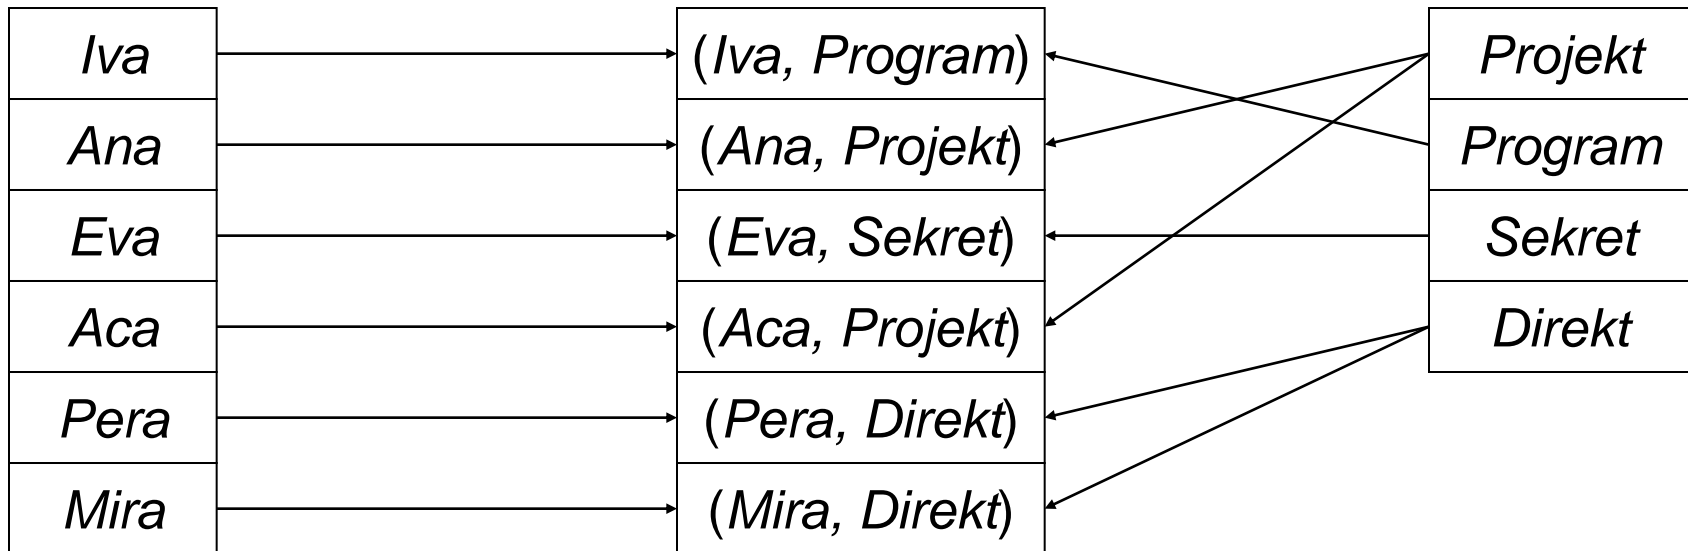 Iva
(Iva, Program)
Projekt
Ana
(Ana, Projekt)
Program
Eva
(Eva, Sekret)
Sekret
Aca
(Aca, Projekt)
Direkt
Pera
(Pera, Direkt)
Mira
(Mira, Direkt)